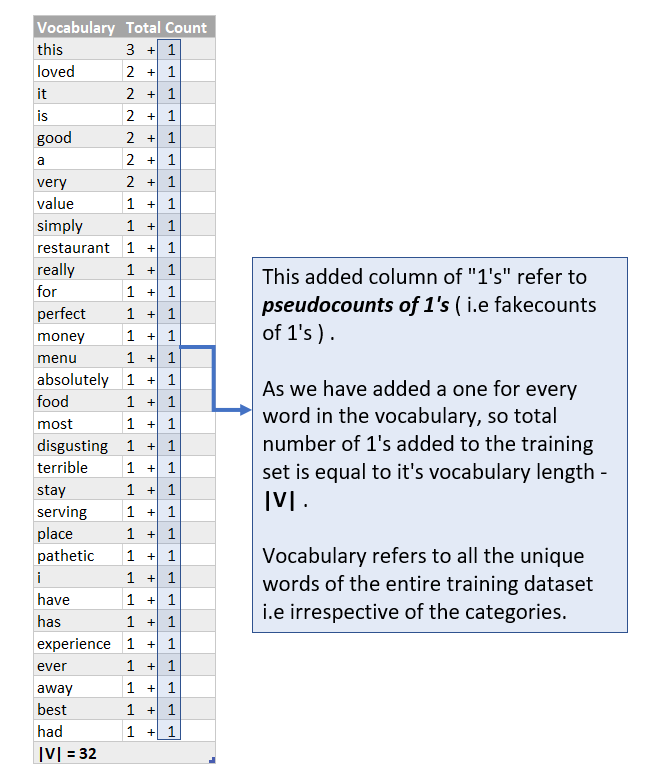 Vocabulary Total Count
this 3 + 1
loved 2 + 1
it 2 + 1
is 2 + 1
good 2 + 1
a 2 + 1
very 2 + 1
value 1 + 1
simply 1 + 1
restaurant 1 + 1
really 1 + 1
for 1 + 1
perfect 1 + 1
money 1 + 1
menu 1 + 1
absolutely 1 + 1
food 1 + 1
most 1 + 1
disgusting 1 + 1
terrible 1 + 1
stay 1 + 1
serving 1 + 1
place 1 + 1
pathetic 1 + 1
i 1 + 1
have 1 + 1
has 1 + 1
experience 1 + 1
ever 1 + 1
away 1 + 1
best 1 + 1
had 1 + 1
|V| = 32
This added column of "1's" refer to
pseudocounts of 1's ( i.e fakecounts
of 1's ) .
As we have added a one for every
word in the vocabulary, so total
number of 1's added to the training
set is equal to it's vocabulary length -
|V| .
Vocabulary refers to all the unique
words of the entire training dataset
i.e irrespective of the categories.